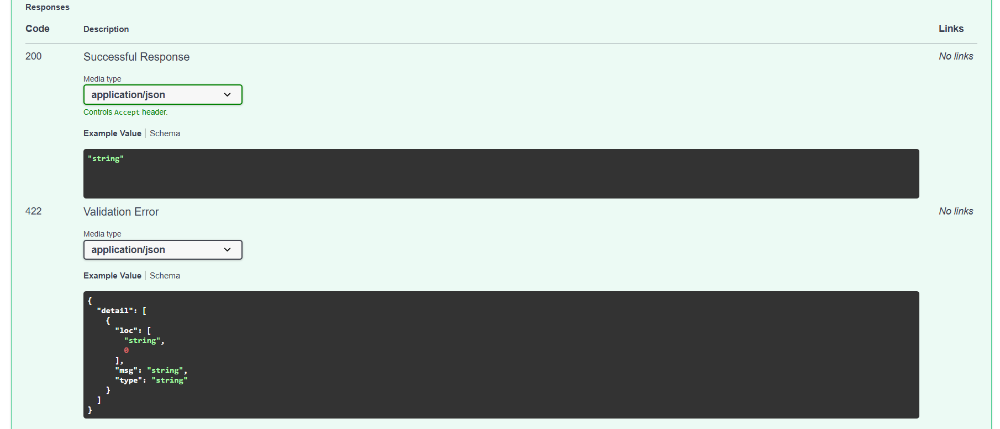 Responses
Code Description Links
200 Successful Response No links
Media type
application/json
Controls Accept header.
Example Value Schema
"string"
422 Validation Error No links
Media type
application/json
Example Value Schema
{
  "detail": [
    {
      "loc": [
        "string",
        0
      ],
      "msg": "string",
      "type": "string"
    }
  ]
}